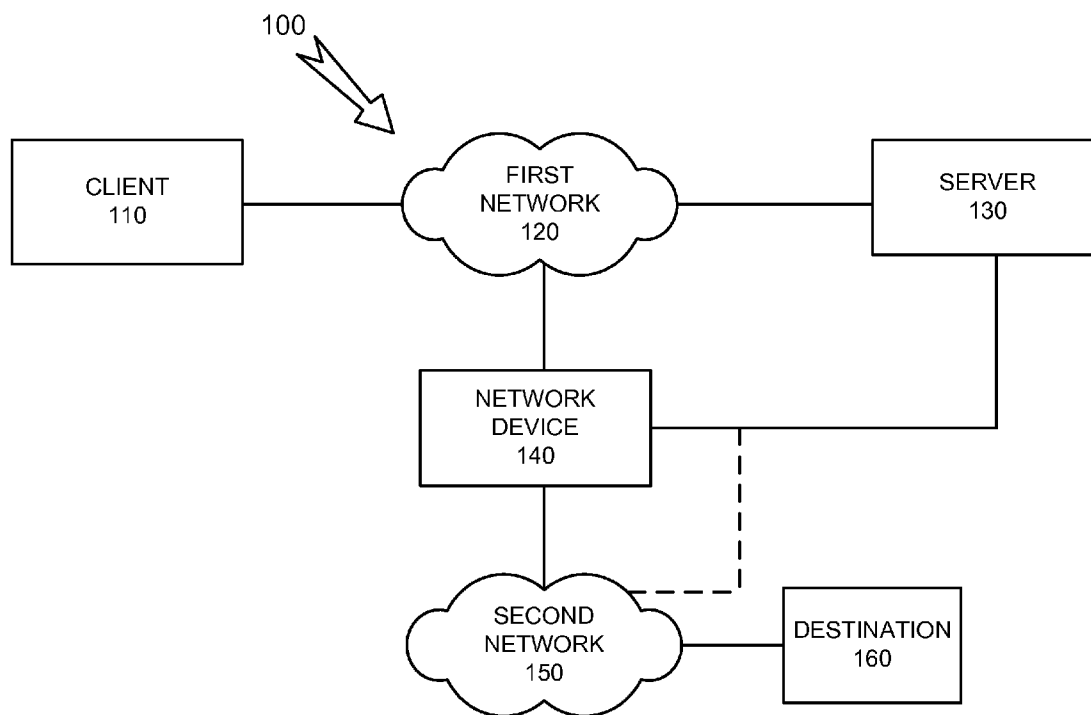 100
CLIENT
110
FIRST
NETWORK
120
SERVER
130
NETWORK
DEVICE
140
SECOND
NETWORK
150
DESTINATION
160